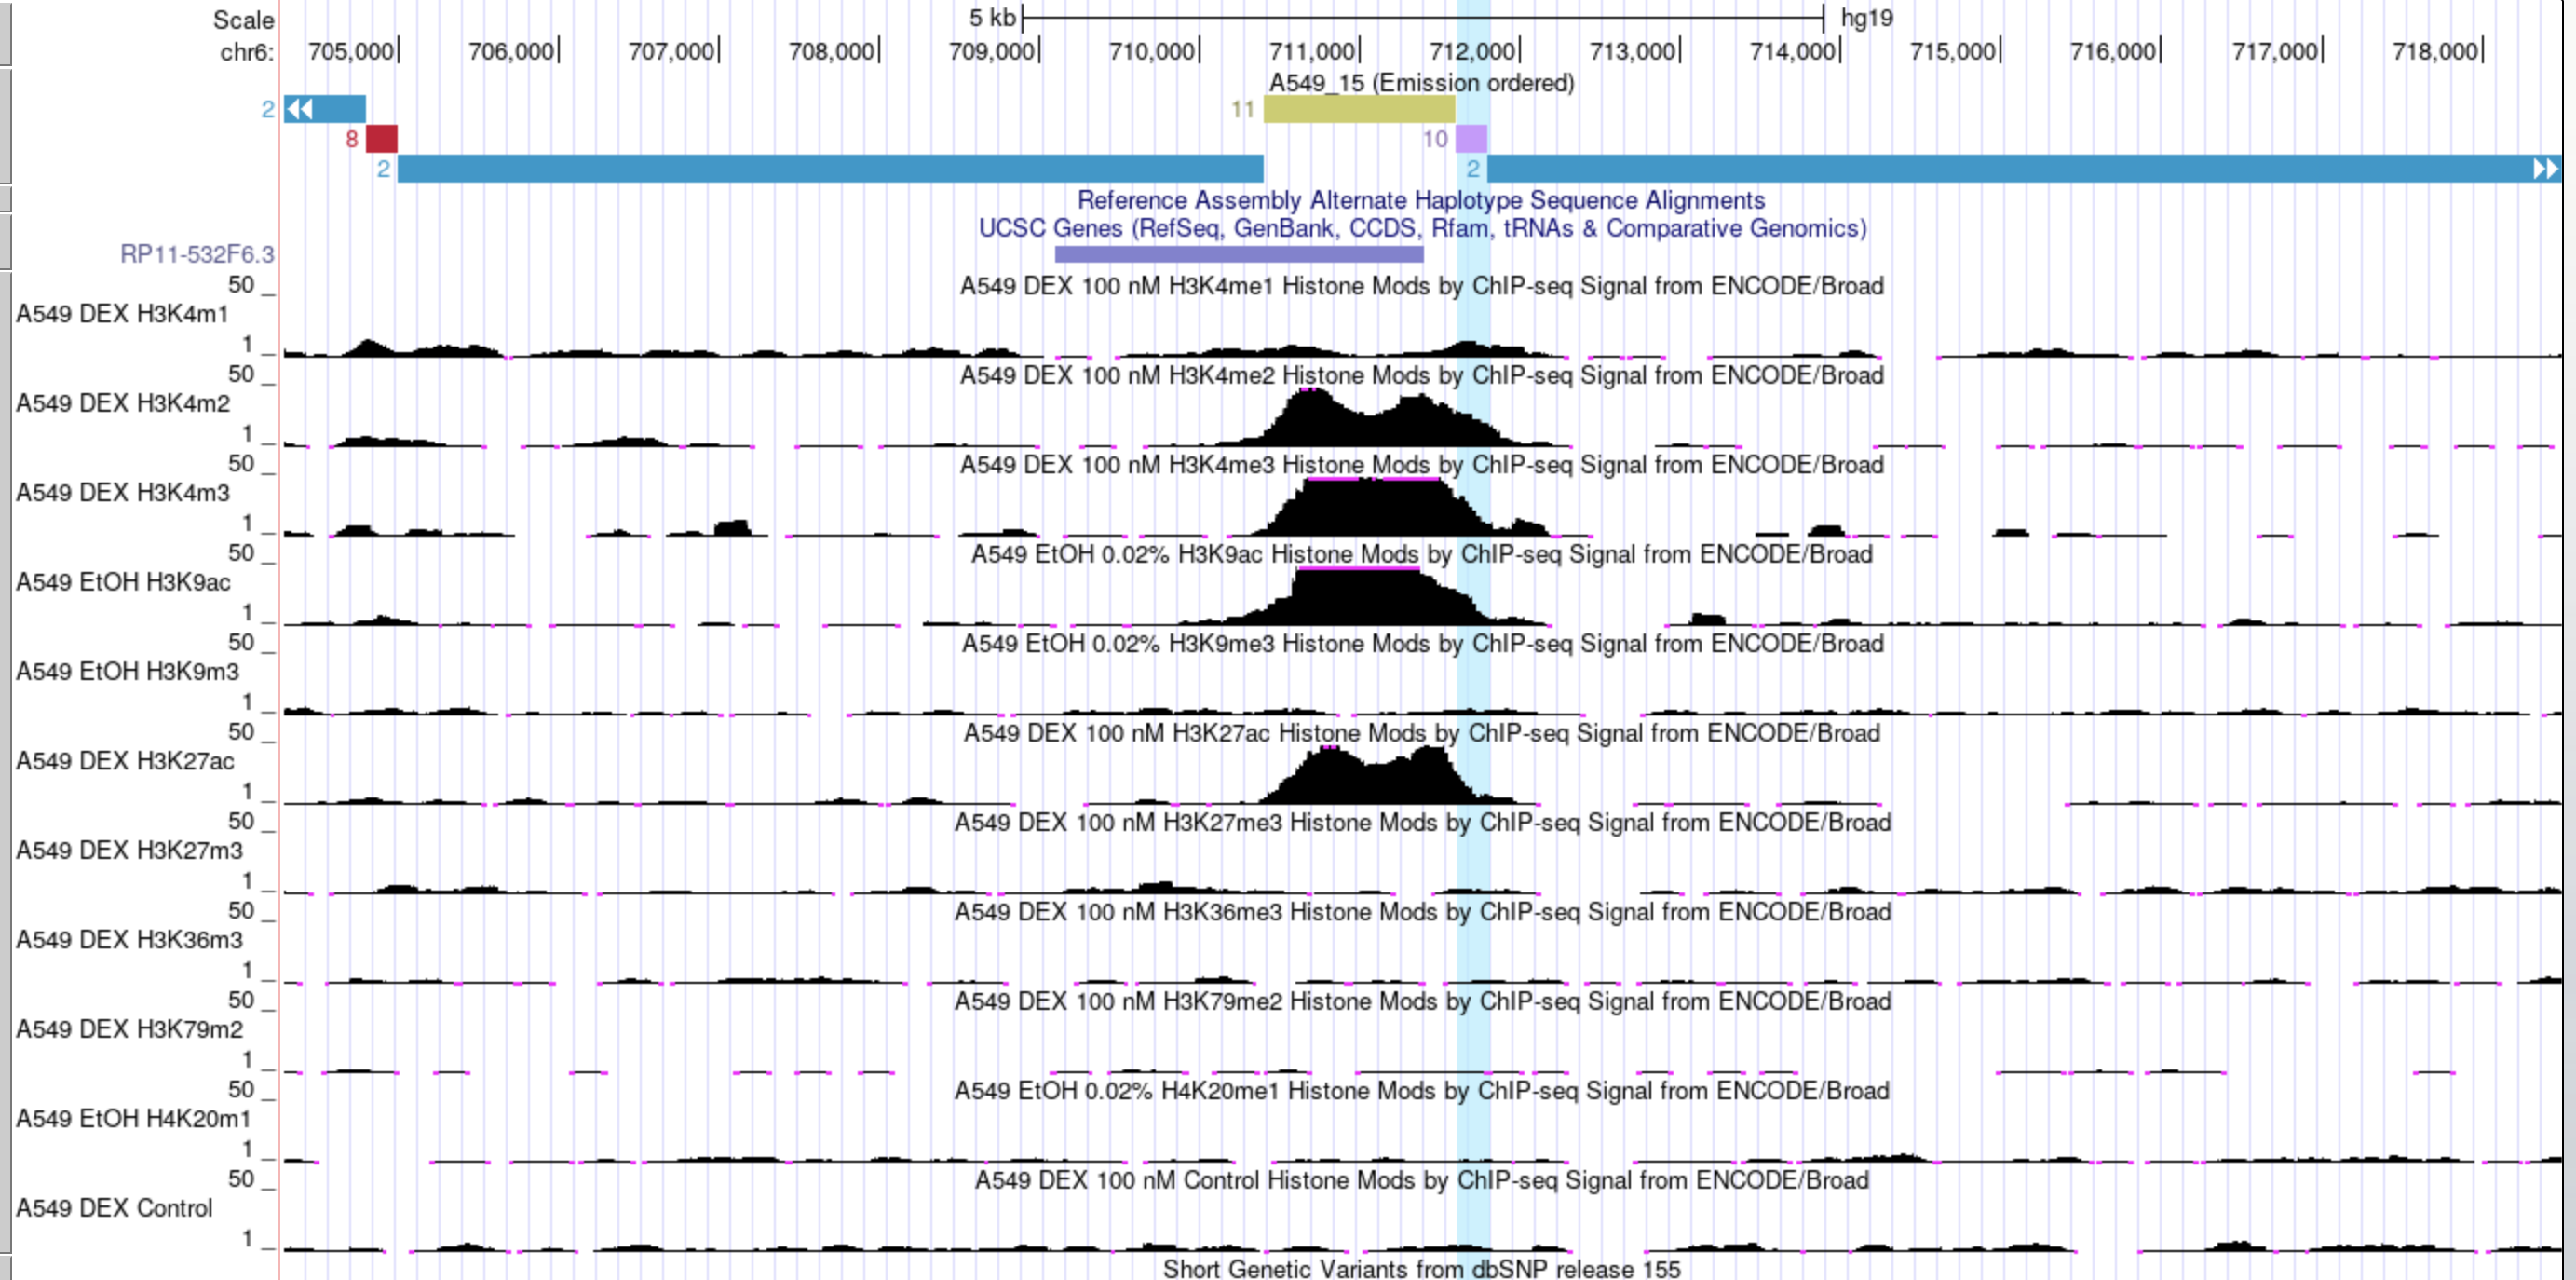 Scale 5 kb hg19
chr6: 705,000 706,000 707,000 708,000 709,000 710,000 711,000 712,000 713,000 714,000 715,000 716,000 717,000 718,000
A549_15 (Emission ordered)
2 11
8 10
2 2
Reference Assembly Alternate Haplotype Sequence Alignments
UCSC Genes (RefSeq, GenBank, CCDS, Rfam, tRNAs & Comparative Genomics)
RP11-532F6.3
50 _ A549 DEX 100 nM H3K4me1 Histone Mods by ChIP-seq Signal from ENCODE/Broad
A549 DEX H3K4m1
1 _
50 _ A549 DEX 100 nM H3K4me2 Histone Mods by ChIP-seq Signal from ENCODE/Broad
A549 DEX H3K4m2
1 _
50 _ A549 DEX 100 nM H3K4me3 Histone Mods by ChIP-seq Signal from ENCODE/Broad
A549 DEX H3K4m3
1 _
50 _ A549 EtOH 0.02% H3K9ac Histone Mods by ChIP-seq Signal from ENCODE/Broad
A549 EtOH H3K9ac
1 _
50 _ A549 EtOH 0.02% H3K9me3 Histone Mods by ChIP-seq Signal from ENCODE/Broad
A549 EtOH H3K9m3
1 _
50 _ A549 DEX 100 nM H3K27ac Histone Mods by ChIP-seq Signal from ENCODE/Broad
A549 DEX H3K27ac
1 _
50 _ A549 DEX 100 nM H3K27me3 Histone Mods by ChIP-seq Signal from ENCODE/Broad
A549 DEX H3K27m3
1 _
50 _ A549 DEX 100 nM H3K36me3 Histone Mods by ChIP-seq Signal from ENCODE/Broad
A549 DEX H3K36m3
1 _
50 _ A549 DEX 100 nM H3K79me2 Histone Mods by ChIP-seq Signal from ENCODE/Broad
A549 DEX H3K79m2
1 _
50 _ A549 EtOH 0.02% H4K20me1 Histone Mods by ChIP-seq Signal from ENCODE/Broad
A549 EtOH H4K20m1
1 _
50 _ A549 DEX 100 nM Control Histone Mods by ChIP-seq Signal from ENCODE/Broad
A549 DEX Control
1 _
Short Genetic Variants from dbSNP release 155